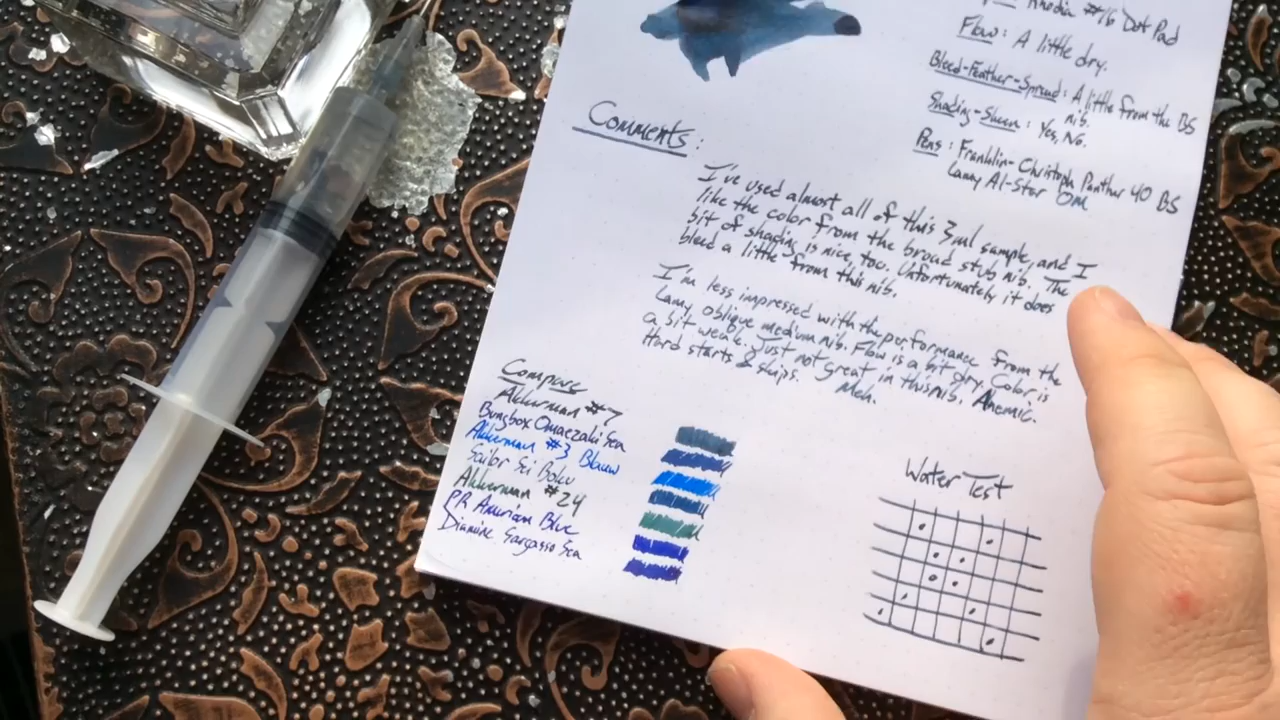 Rhodia #16 Dot Pad
Flow: A little dry.
Bleed-Feather-Spread: A little from the BS
nib.
Shading-Sheen: Yes, No.
Pens: Franklin-Christoph Panther 40 BS
Lamy Al-Star OM
Comments:
I've used almost all of this 3ml sample, and I
like the color from the broad stub nib. The
bit of shading is nice, too. Unfortunately it does
bleed a little from this nib.
I'm less impressed with the performance from the
Lamy oblique medium nib. Flow is a bit dry. Color is
a bit weak. Just not great in this nib. Anemic.
Hard starts & skips. Meh.
Compare
Akkerman #7
Bungbox Omaezaki Sea
Akkerman #3 Blauw
Sailor Sei Boku
Akkerman #24
PR American Blue
Diamine Sargasso Sea
Water Test